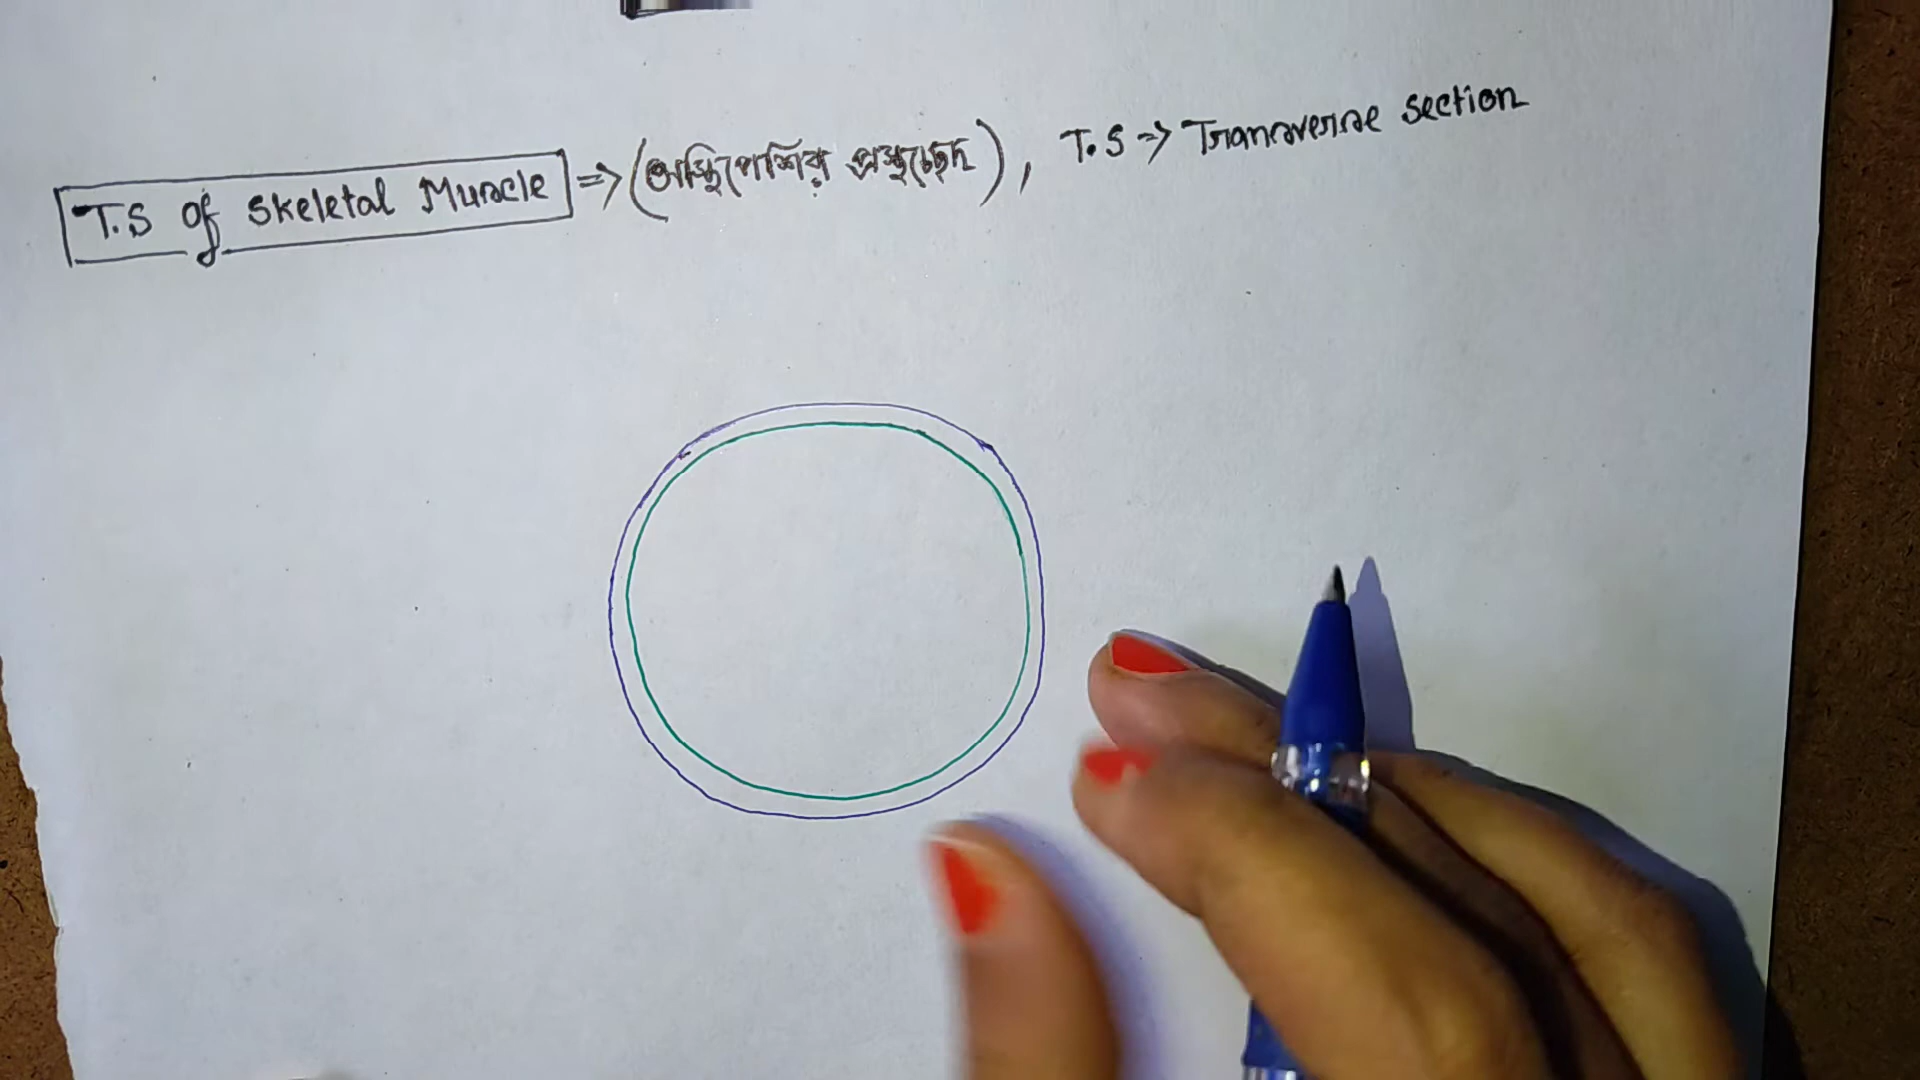 T.S of Skeletal Muscle => (অস্থিপেশির প্রস্থচ্ছেদ), T.S => Transverse section